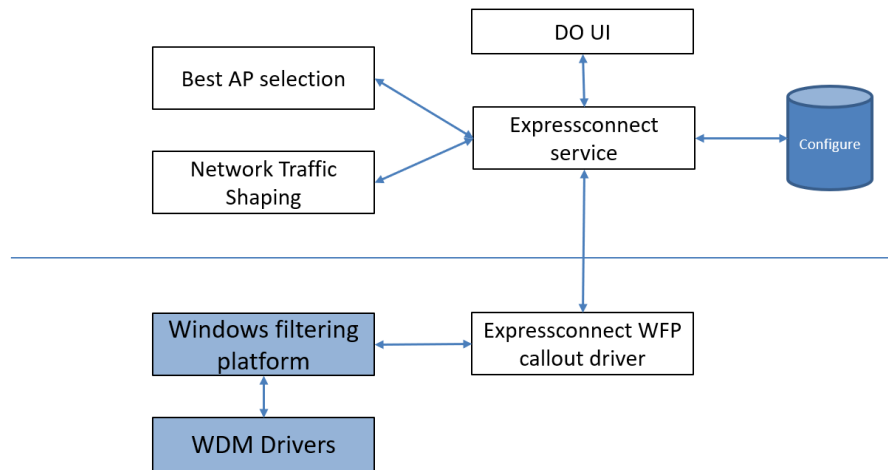 DO UI
Best AP selection
Expressconnect
service
Configure
Network Traffic
Shaping
Windows filtering
platform
Expressconnect WFP
callout driver
WDM Drivers